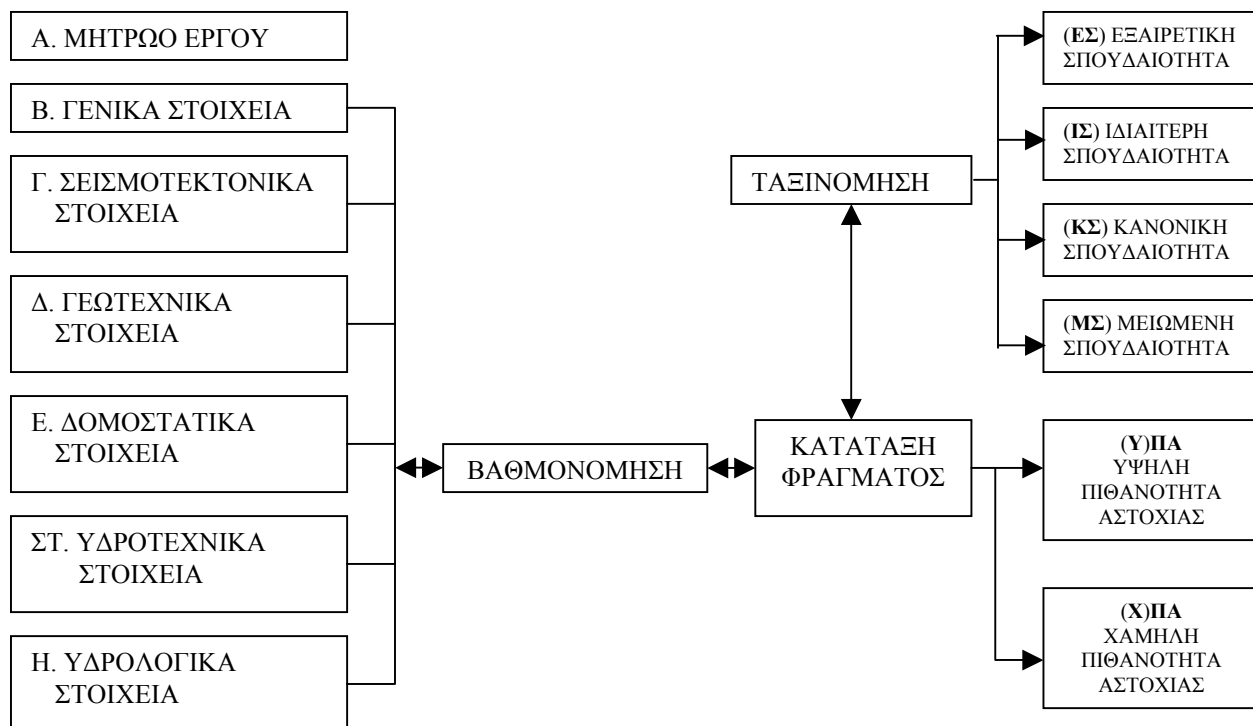 Α. ΜΗΤΡΩΟ ΕΡΓΟΥ
Β. ΓΕΝΙΚΑ ΣΤΟΙΧΕΙΑ
Γ. ΣΕΙΣΜΟΤΕΚΤΟΝΙΚΑ
ΣΤΟΙΧΕΙΑ
Δ. ΓΕΩΤΕΧΝΙΚΑ
ΣΤΟΙΧΕΙΑ
Ε. ΔΟΜΟΣΤΑΤΙΚΑ
ΣΤΟΙΧΕΙΑ
ΣΤ. ΥΔΡΟΤΕΧΝΙΚΑ
ΣΤΟΙΧΕΙΑ
Η. ΥΔΡΟΛΟΓΙΚΑ
ΣΤΟΙΧΕΙΑ
ΒΑΘΜΟΝΟΜΗΣΗ
ΤΑΞΙΝΟΜΗΣΗ
ΚΑΤΑΤΑΞΗ
ΦΡΑΓΜΑΤΟΣ
(ΕΣ) ΕΞΑΙΡΕΤΙΚΗ
ΣΠΟΥΔΑΙΟΤΗΤΑ
(ΙΣ) ΙΔΙΑΙΤΕΡΗ
ΣΠΟΥΔΑΙΟΤΗΤΑ
(ΚΣ) ΚΑΝΟΝΙΚΗ
ΣΠΟΥΔΑΙΟΤΗΤΑ
(ΜΣ) ΜΕΙΩΜΕΝΗ
ΣΠΟΥΔΑΙΟΤΗΤΑ
(Υ)ΠΑ
ΥΨΗΛΗ
ΠΙΘΑΝΟΤΗΤΑ
ΑΣΤΟΧΙΑΣ
(Χ)ΠΑ
ΧΑΜΗΛΗ
ΠΙΘΑΝΟΤΗΤΑ
ΑΣΤΟΧΙΑΣ